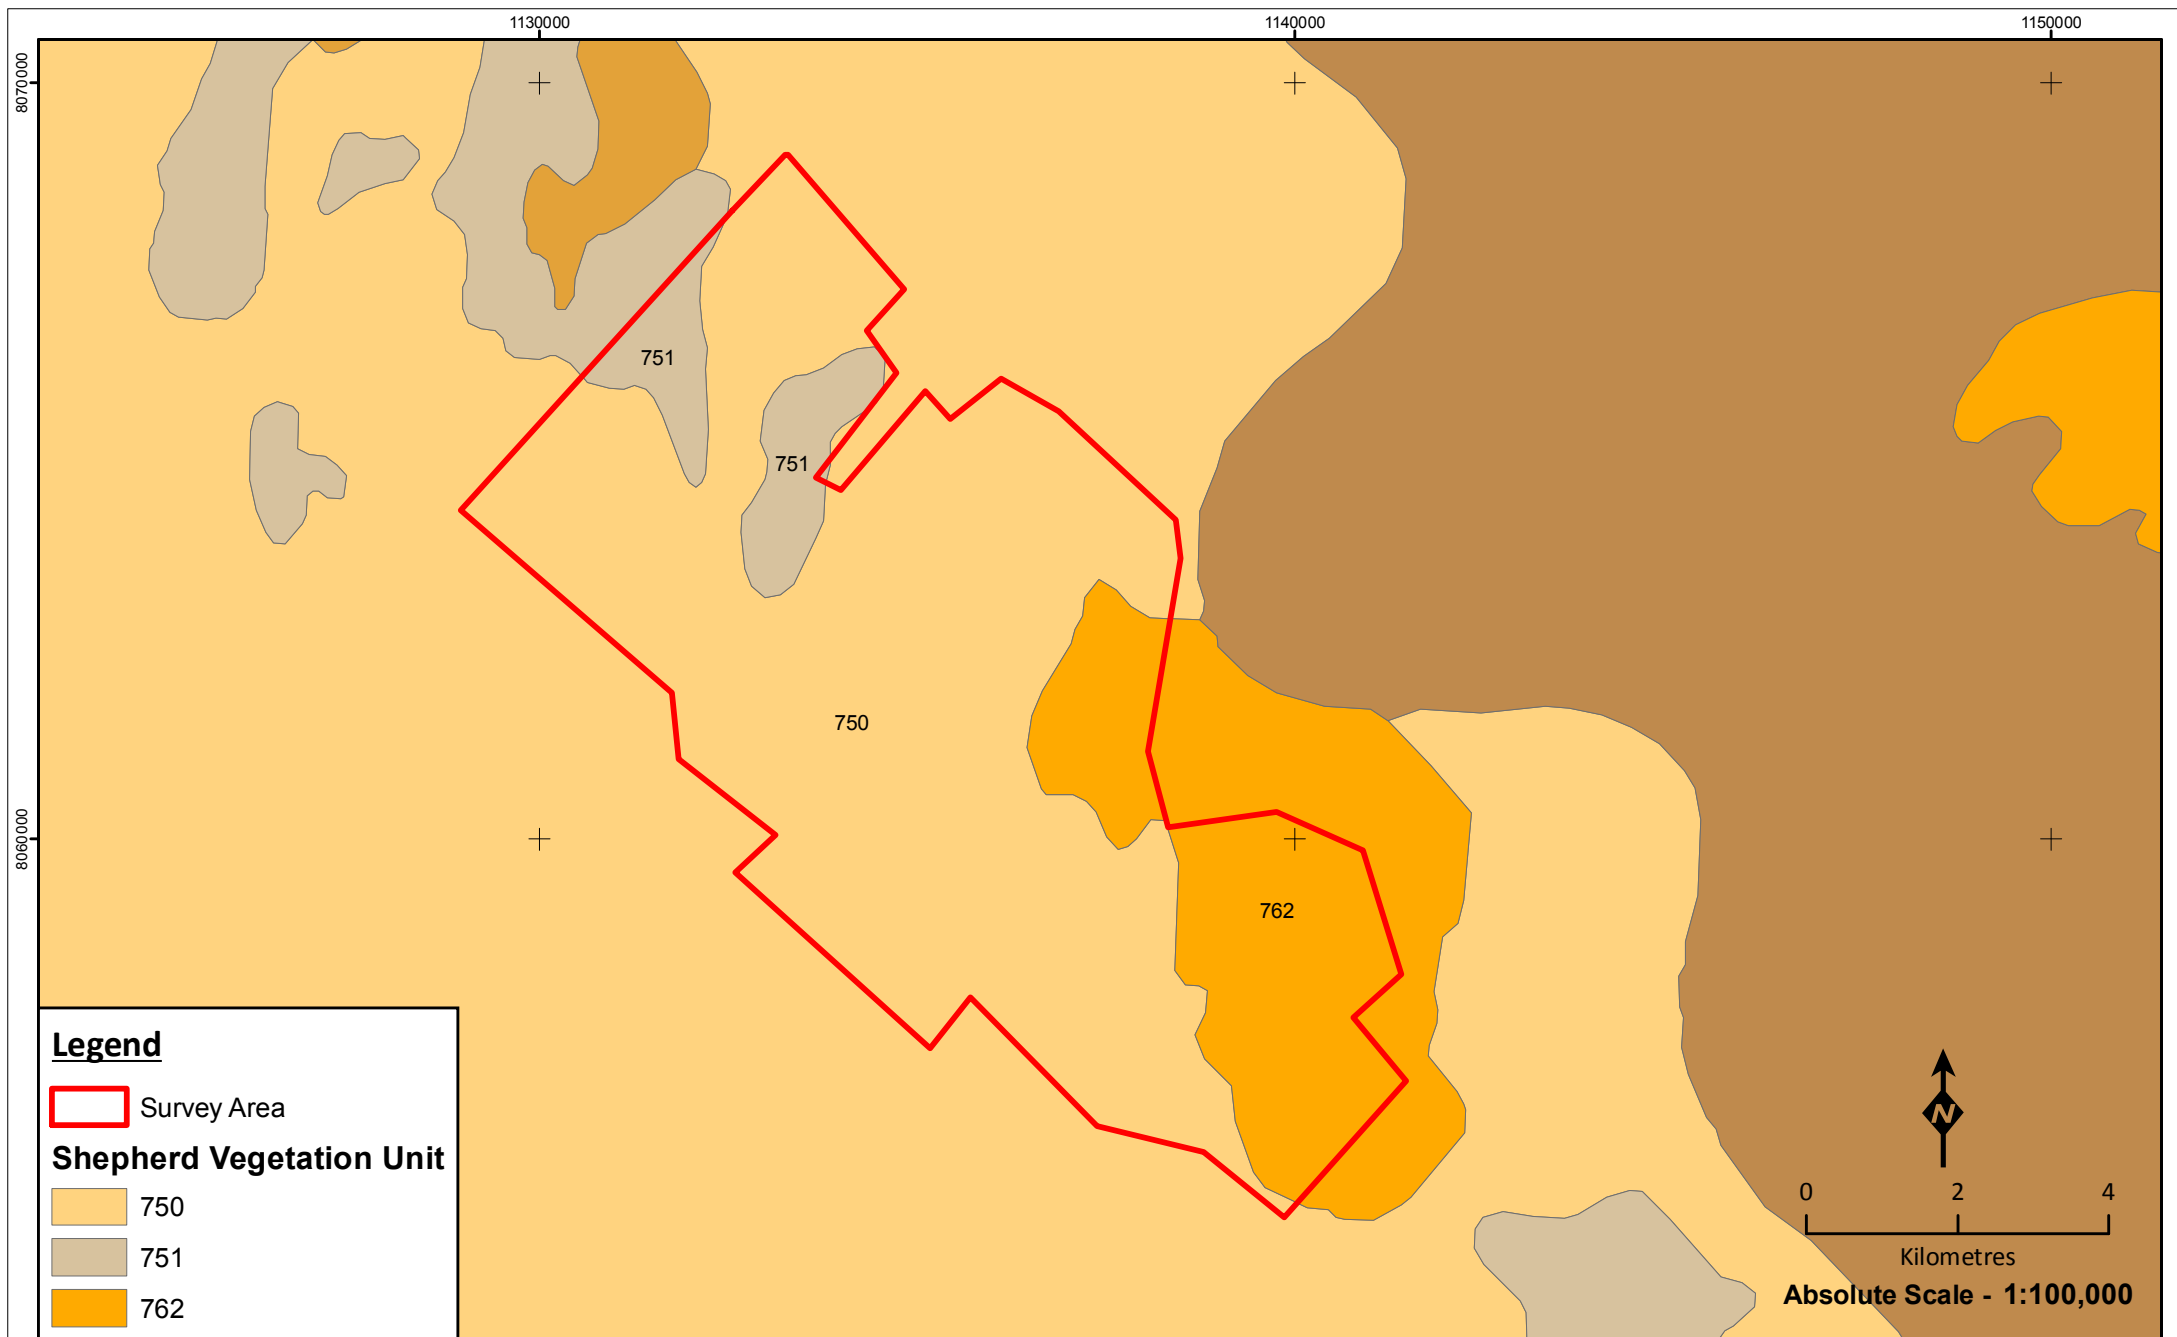 1130000 1140000 1150000
8070000
751
751
750
8060000
762
Legend
Survey Area
Shepherd Vegetation Unit
750
751
762
N
0 2 4
Kilometres
Absolute Scale - 1:100,000